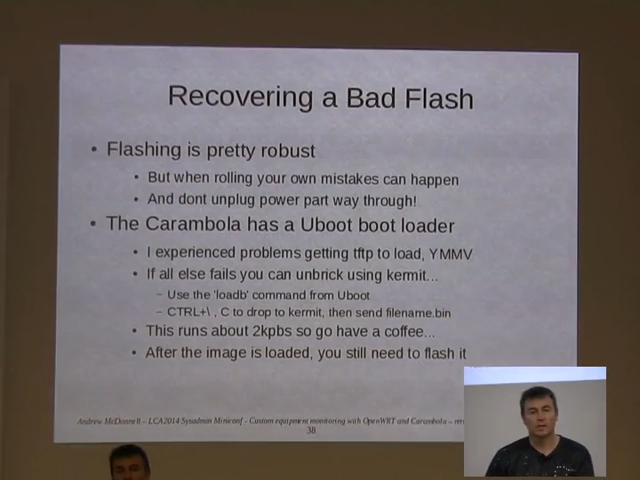 Recovering a Bad Flash
• Flashing is pretty robust
• But when rolling your own mistakes can happen
• And dont unplug power part way through!
• The Carambola has a Uboot boot loader
• I experienced problems getting tftp to load, YMMV
• If all else fails you can unbrick using kermit...
– Use the 'loadb' command from Uboot
– CTRL+\ , C to drop to kermit, then send filename.bin
• This runs about 2kpbs so go have a coffee...
• After the image is loaded, you still need to flash it
Andrew McDonnell – LCA2014 Sysadmin Miniconf - Custom equipment monitoring with OpenWRT and Carambola –
38